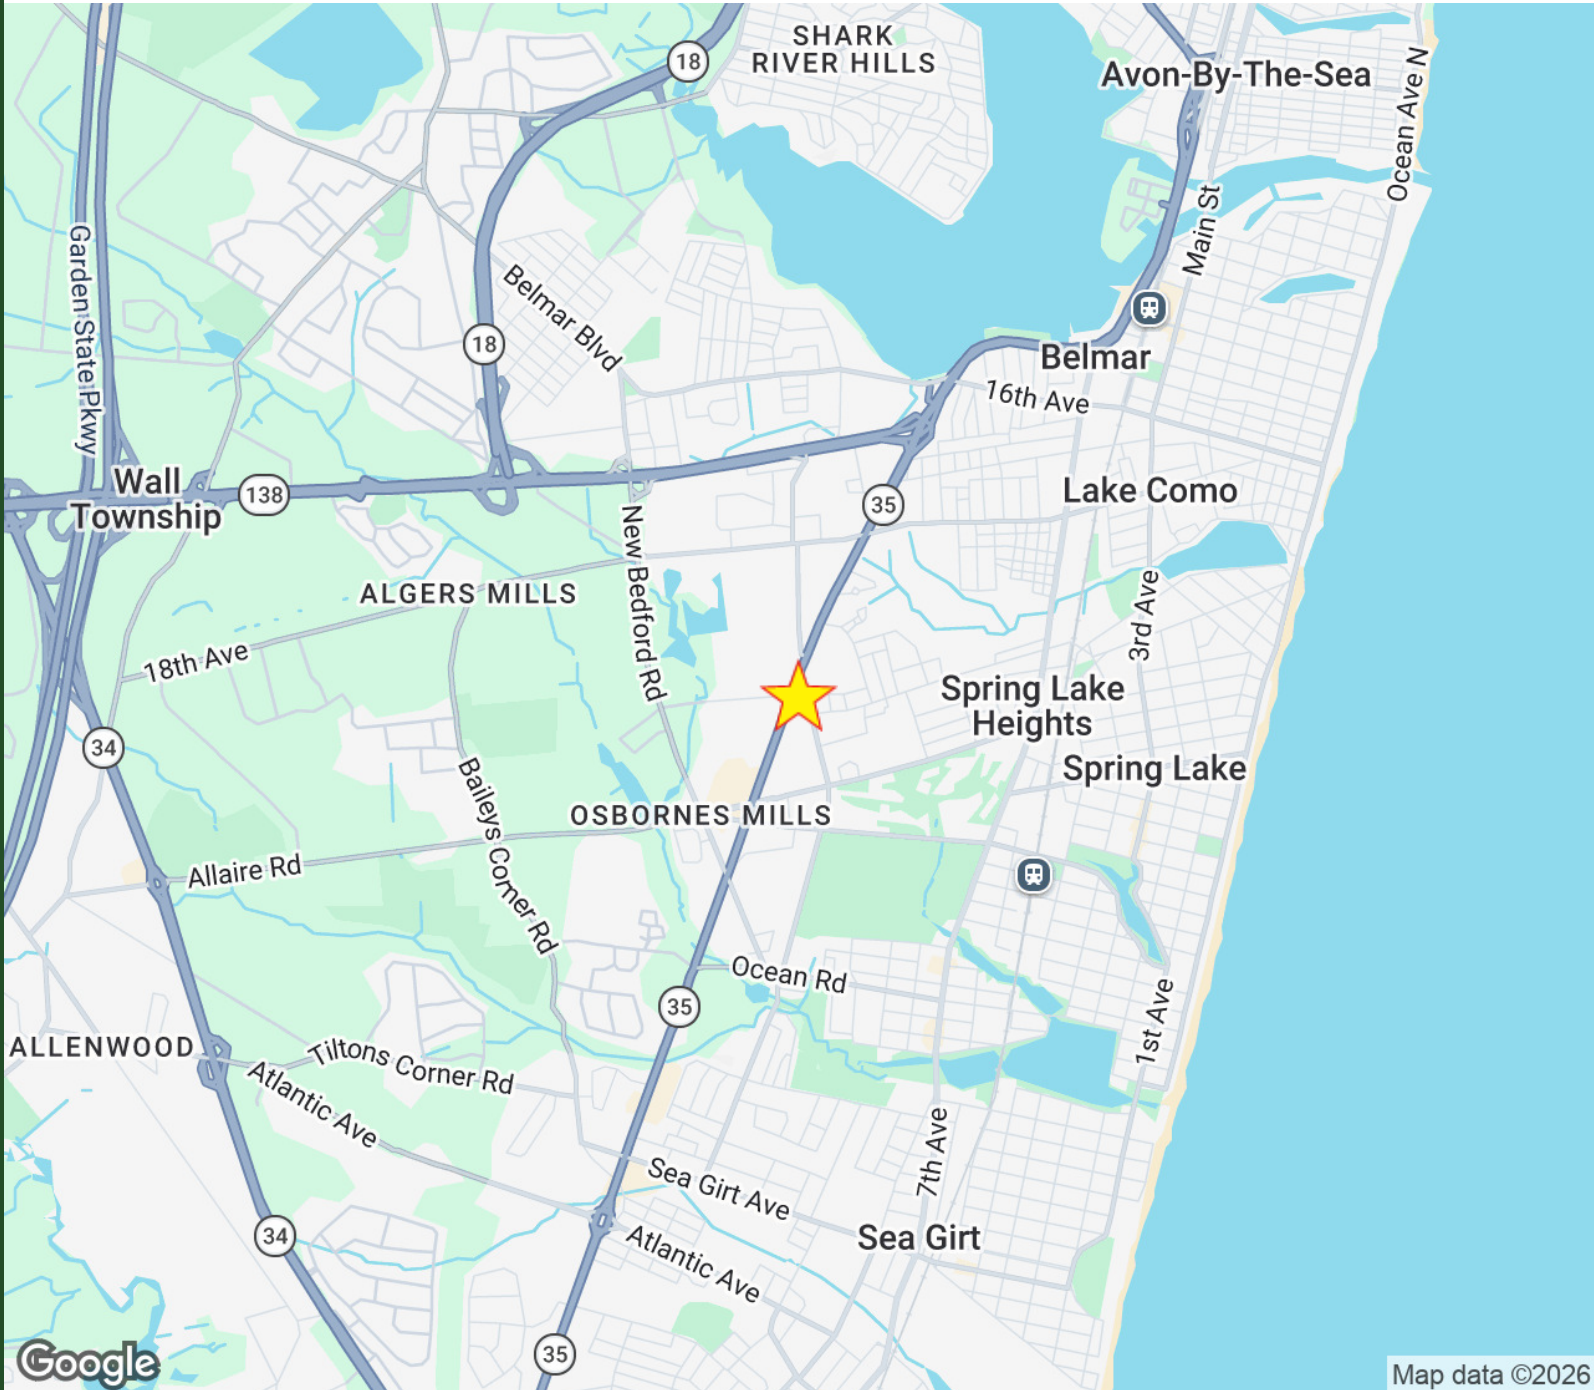 SHARK
RIVER HILLS
18
Avon-By-The-Sea
Ocean Ave N
Main St
Garden State Pkwy
Belmar Blvd
18
Belmar
16th Ave
Wall
Township
138
35
Lake Como
New Bedford Rd
ALGERS MILLS
3rd Ave
18th Ave
Spring Lake
Heights
34
Spring Lake
Baileys Corner Rd
OSBORNES MILLS
Allaire Rd
Ocean Rd
35
1st Ave
ALLENWOOD
Tiltons Corner Rd
Atlantic Ave
7th Ave
Sea Girt Ave
34
Sea Girt
Atlantic Ave
35
Google
Map data ©2026